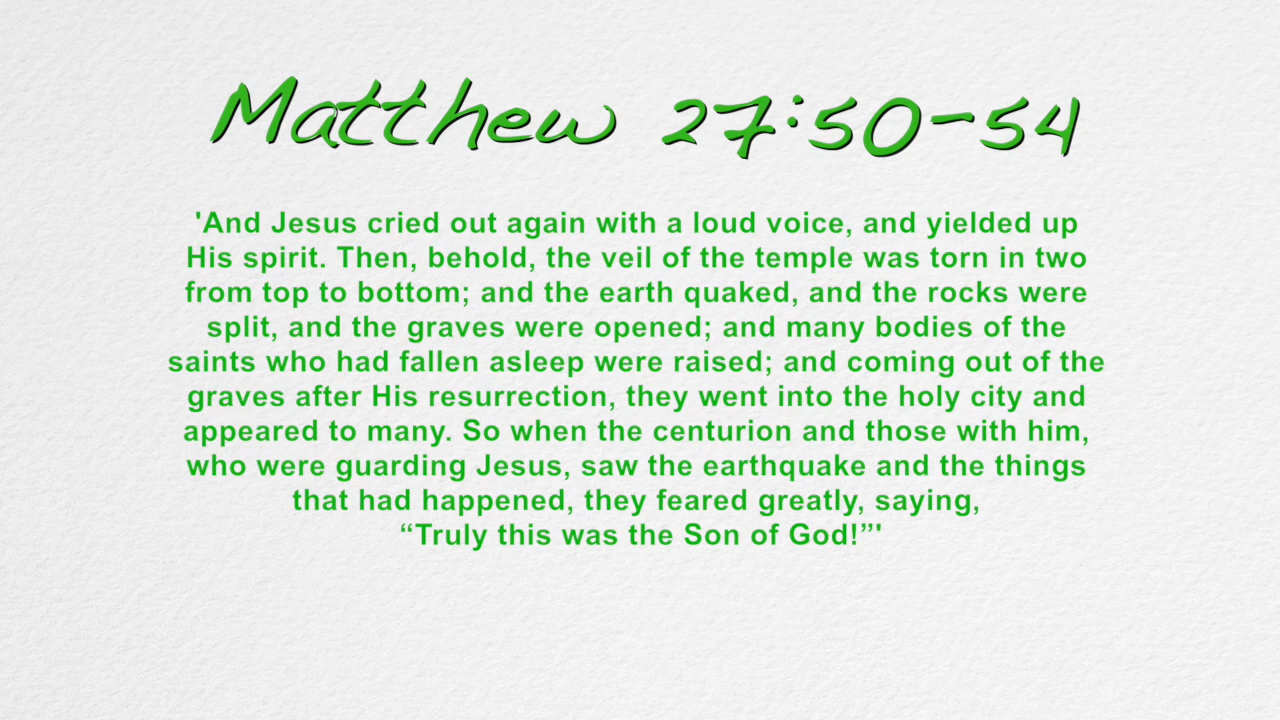 Matthew 27:50-54
'And Jesus cried out again with a loud voice, and yielded up
His spirit. Then, behold, the veil of the temple was torn in two
from top to bottom; and the earth quaked, and the rocks were
split, and the graves were opened; and many bodies of the
saints who had fallen asleep were raised; and coming out of the
graves after His resurrection, they went into the holy city and
appeared to many. So when the centurion and those with him,
who were guarding Jesus, saw the earthquake and the things
that had happened, they feared greatly, saying,
“Truly this was the Son of God!”'